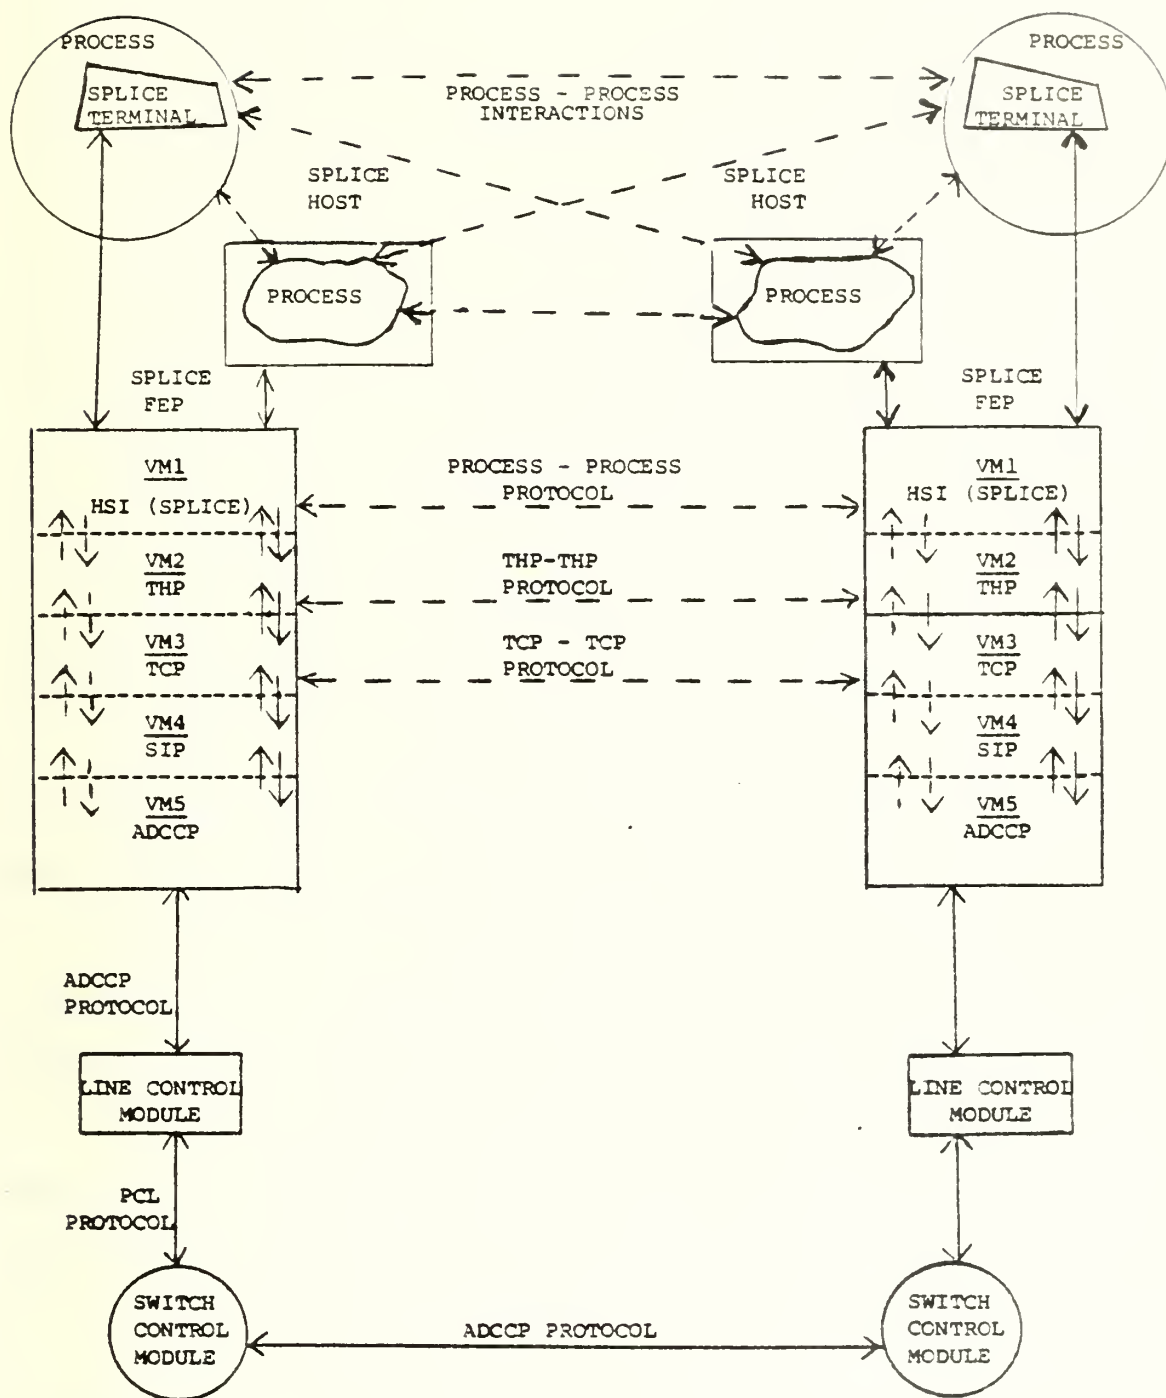 PROCESS
SPLICE
TERMINAL
PROCESS - PROCESS
INTERACTIONS
PROCESS
SPLICE
TERMINAL
SPLICE
HOST
SPLICE
HOST
PROCESS
PROCESS
SPLICE
FEP
SPLICE
FEP
VM1
HSI (SPLICE)
VM2
THP
VM3
TCP
VM4
SIP
VM5
ADCCP
PROCESS - PROCESS
PROTOCOL
THP-THP
PROTOCOL
TCP - TCP
PROTOCOL
VM1
HSI (SPLICE)
VM2
THP
VM3
TCP
VM4
SIP
VM5
ADCCP
ADCCP
PROTOCOL
LINE CONTROL
MODULE
LINE CONTROL
MODULE
PCL
PROTOCOL
SWITCH
CONTROL
MODULE
ADCCP PROTOCOL
SWITCH
CONTROL
MODULE